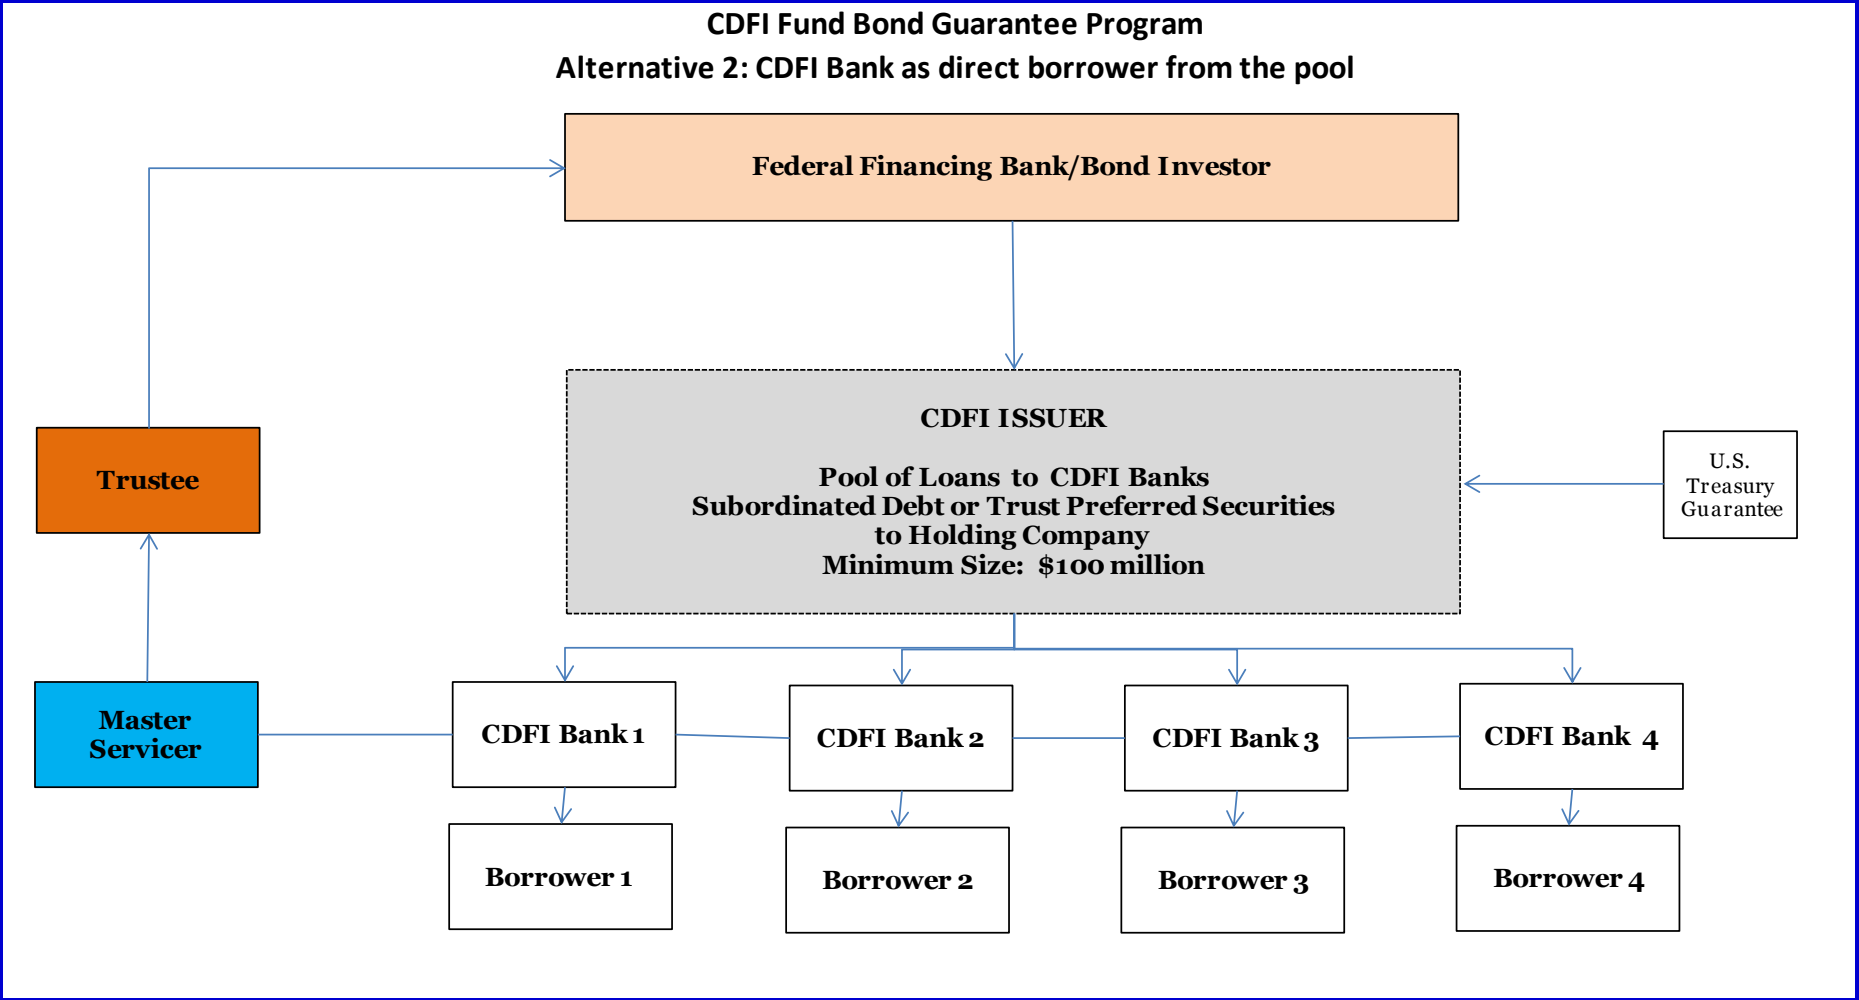 CDFI Fund Bond Guarantee Program
Alternative 2: CDFI Bank as direct borrower from the pool
Federal Financing Bank/Bond Investor
CDFI ISSUER
Pool of Loans to CDFI Banks
Subordinated Debt or Trust Preferred Securities
to Holding Company
Minimum Size: $100 million
Trustee
U.S.
Treasury
Guarantee
Master
Servicer
CDFI Bank 1
CDFI Bank 2
CDFI Bank 3
CDFI Bank 4
Borrower 1
Borrower 2
Borrower 3
Borrower 4